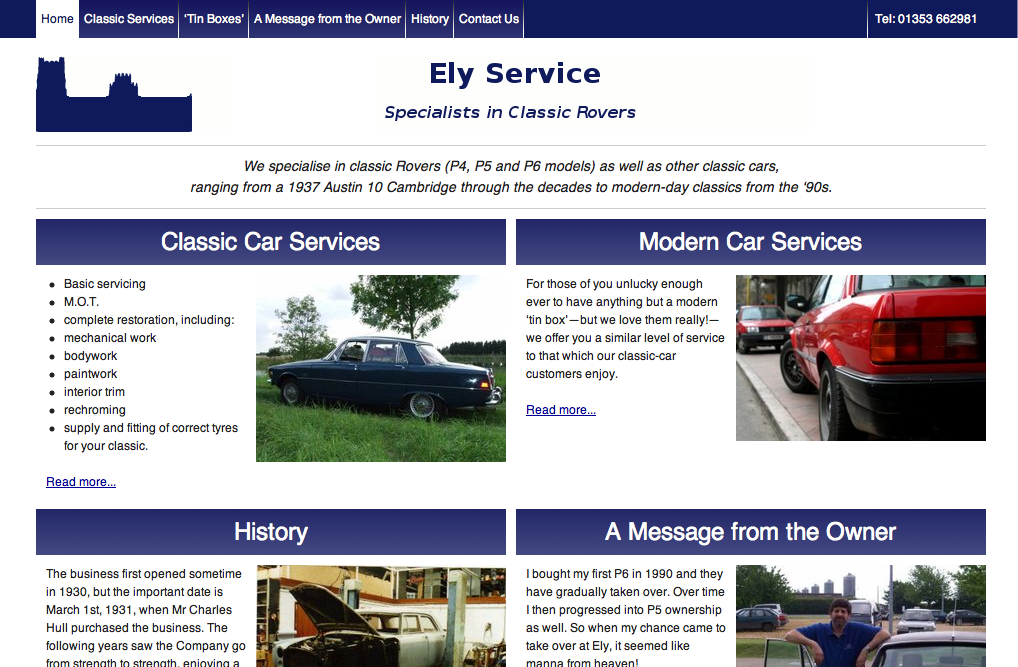 Home
Classic Services
‘Tin Boxes’
A Message from the Owner
History
Contact Us
Tel: 01353 662981
Ely Service
Specialists in Classic Rovers
We specialise in classic Rovers (P4, P5 and P6 models) as well as other classic cars,
ranging from a 1937 Austin 10 Cambridge through the decades to modern-day classics from the '90s.
Classic Car Services
Basic servicing
M.O.T.
complete restoration, including:
mechanical work
bodywork
paintwork
interior trim
rechroming
supply and fitting of correct tyres
for your classic.
Read more...
Modern Car Services
For those of you unlucky enough
ever to have anything but a modern
‘tin box’—but we love them really!—
we offer you a similar level of service
to that which our classic-car
customers enjoy.
Read more...
History
The business first opened sometime
in 1930, but the important date is
March 1st, 1931, when Mr Charles
Hull purchased the business. The
following years saw the Company go
from strength to strength, enjoying a
A Message from the Owner
I bought my first P6 in 1990 and they
have gradually taken over. Over time
I then progressed into P5 ownership
as well. So when my chance came to
take over at Ely, it seemed like
manna from heaven!